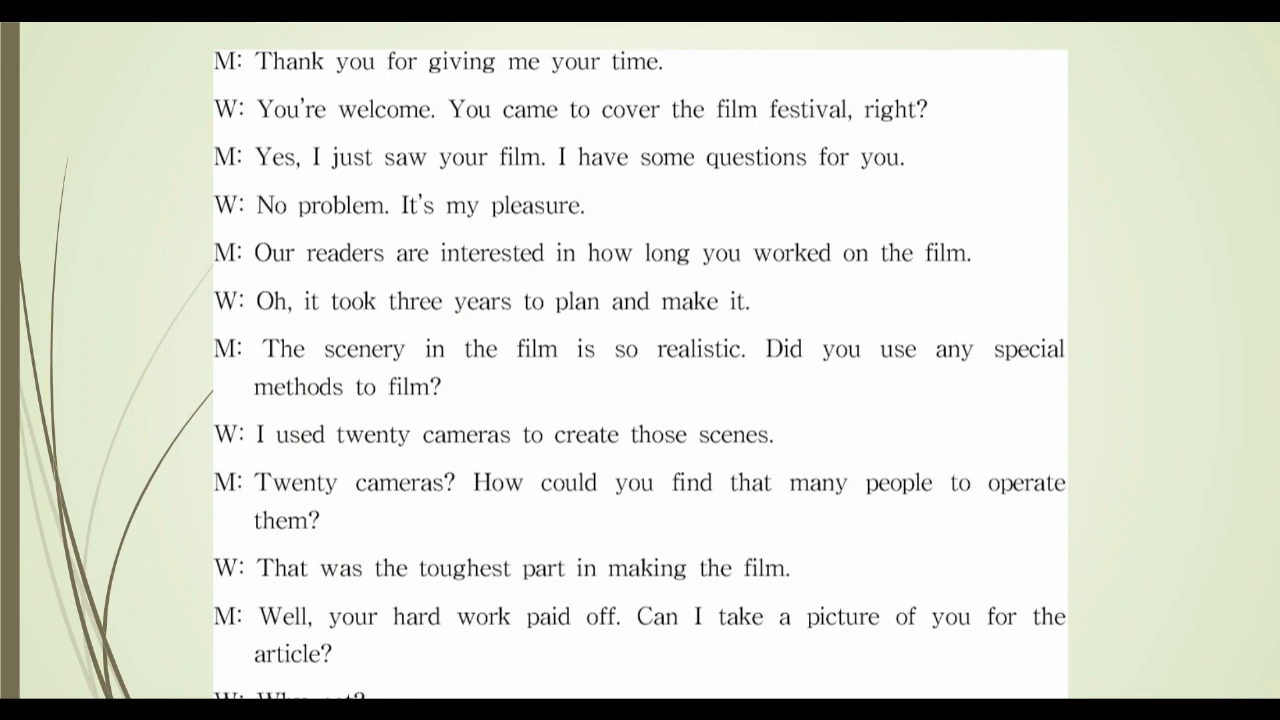 M: Thank you for giving me your time.
W: You're welcome. You came to cover the film festival, right?
M: Yes, I just saw your film. I have some questions for you.
W: No problem. It's my pleasure.
M: Our readers are interested in how long you worked on the film.
W: Oh, it took three years to plan and make it.
M: The scenery in the film is so realistic. Did you use any special
methods to film?
W: I used twenty cameras to create those scenes.
M: Twenty cameras? How could you find that many people to operate
them?
W: That was the toughest part in making the film.
M: Well, your hard work paid off. Can I take a picture of you for the
article?